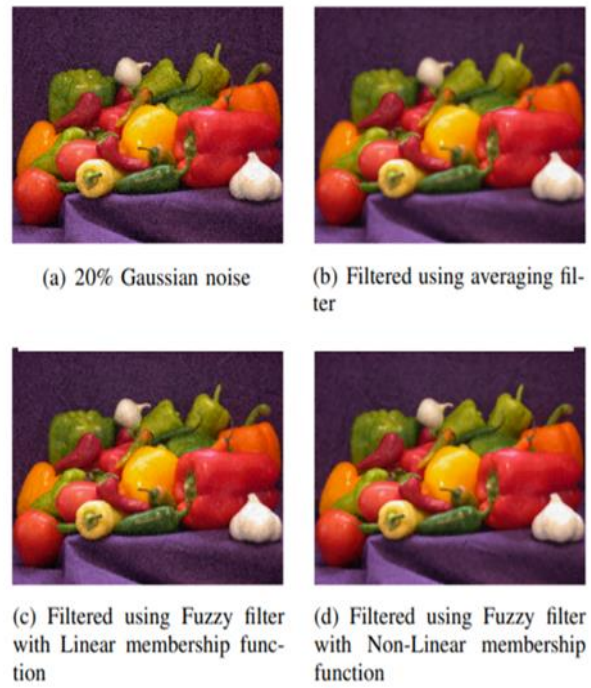 (a) 20% Gaussian noise
(b) Filtered using averaging fil-
ter
(c) Filtered using Fuzzy filter
with Linear membership func-
tion
(d) Filtered using Fuzzy filter
with Non-Linear membership
function